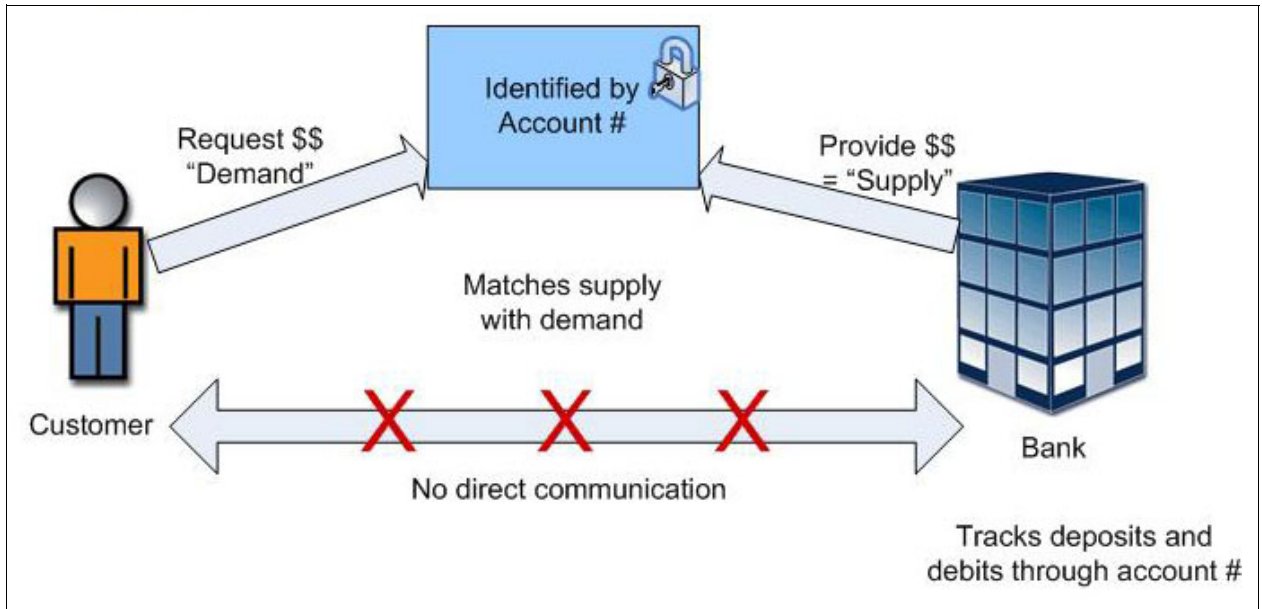 Identified by
Account #
Request $$
“Demand”
Provide $$
= “Supply”
Matches supply
with demand
Customer
Bank
No direct communication
Tracks deposits and
debits through account #